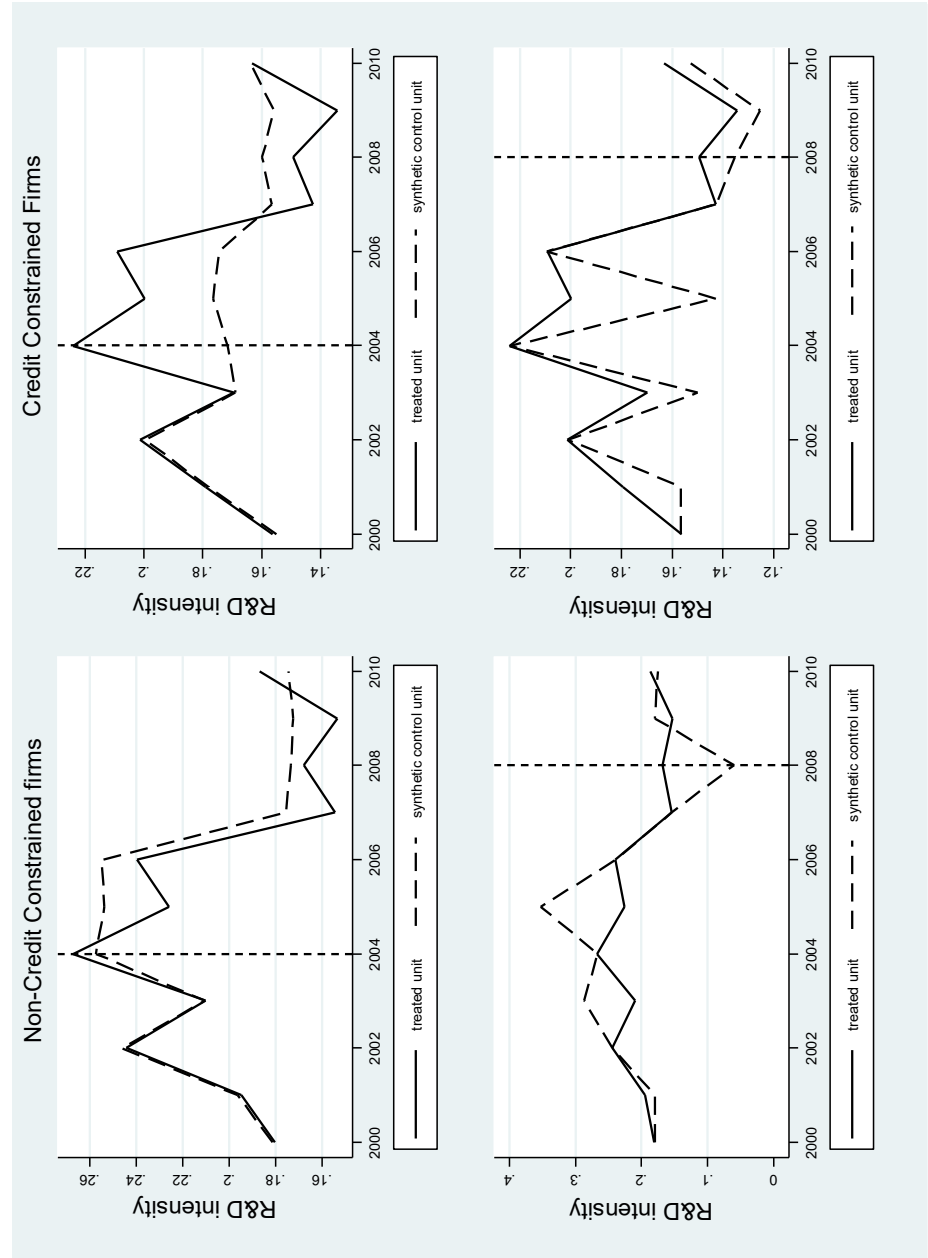 Non-Credit Constrained firms
R&D intensity
.26
.24
.22
.2
.18
.16
2000 2002 2004 2006 2008 2010
treated unit synthetic control unit
Credit Constrained Firms
R&D intensity
.22
.2
.18
.16
.14
2000 2002 2004 2006 2008 2010
treated unit synthetic control unit
R&D intensity
.4
.3
.2
.1
0
2000 2002 2004 2006 2008 2010
treated unit synthetic control unit
R&D intensity
.22
.2
.18
.16
.14
.12
2000 2002 2004 2006 2008 2010
treated unit synthetic control unit